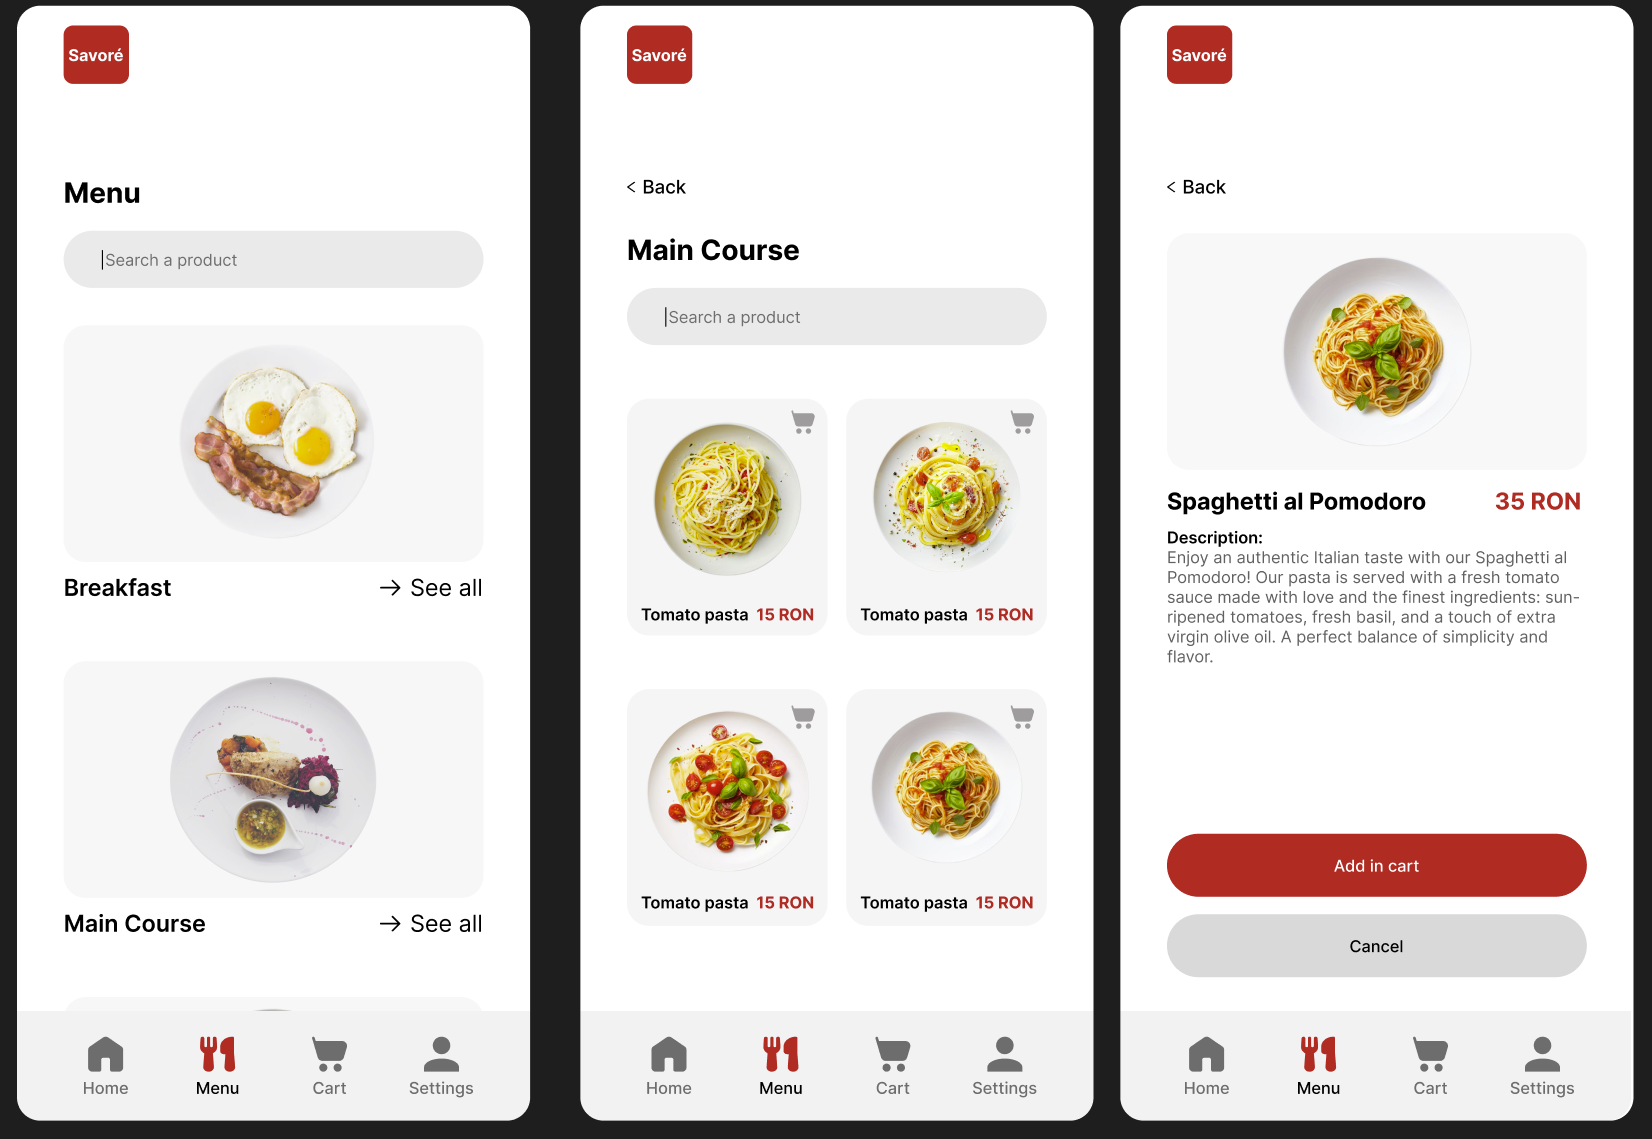 Savoré
Menu
Search a product
Breakfast
→ See all
Main Course
→ See all
Home
Menu
Cart
Settings
Savoré
< Back
Main Course
Search a product
Tomato pasta 15 RON
Tomato pasta 15 RON
Tomato pasta 15 RON
Tomato pasta 15 RON
Home
Menu
Cart
Settings
Savoré
< Back
Spaghetti al Pomodoro
35 RON
Description:
Enjoy an authentic Italian taste with our Spaghetti al
Pomodoro! Our pasta is served with a fresh tomato
sauce made with love and the finest ingredients: sun-
ripened tomatoes, fresh basil, and a touch of extra
virgin olive oil. A perfect balance of simplicity and
flavor.
Add in cart
Cancel
Home
Menu
Cart
Settings